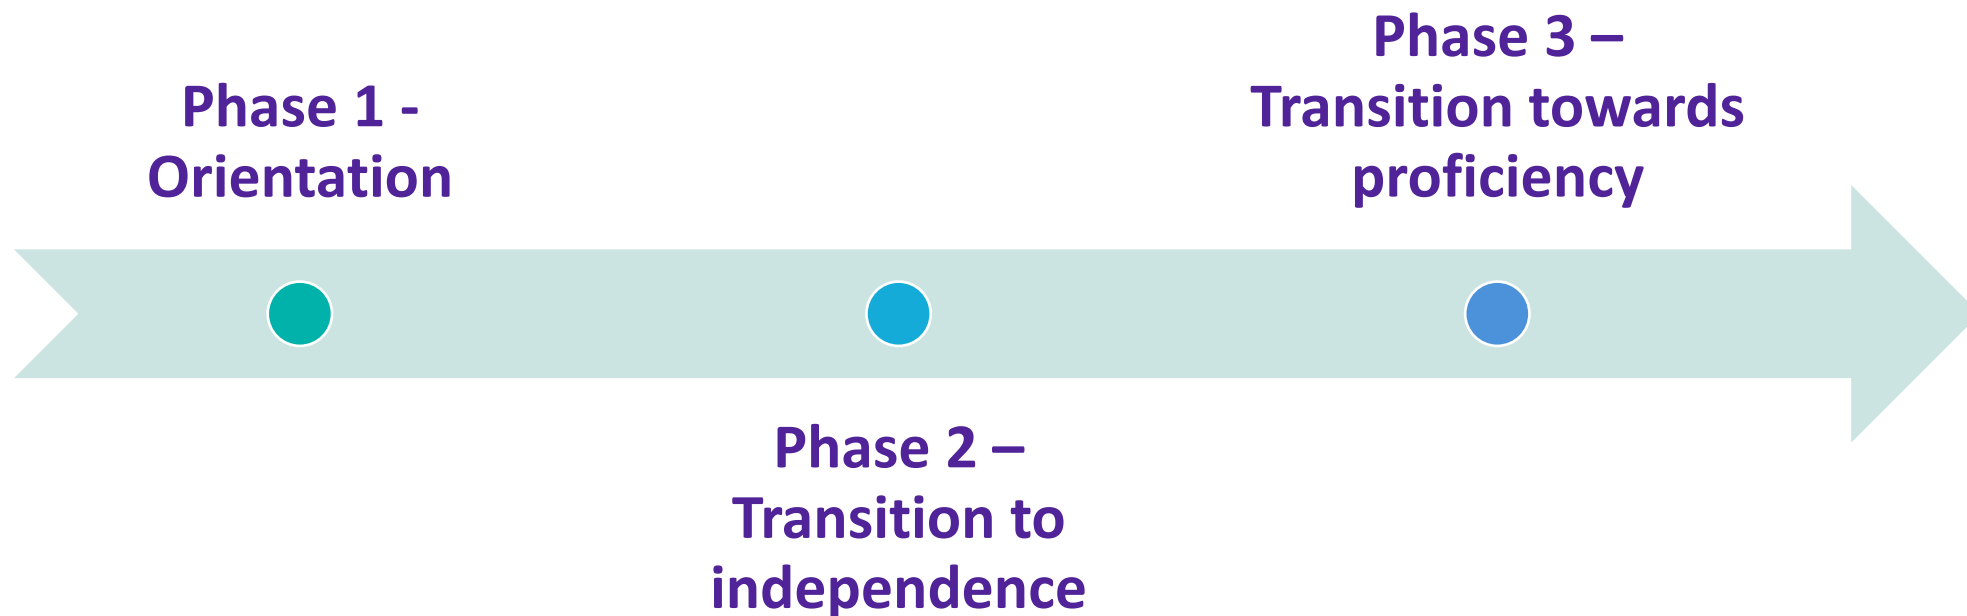 Phase 1 -
Orientation
Phase 2 –
Transition to
independence
Phase 3 –
Transition towards
proficiency